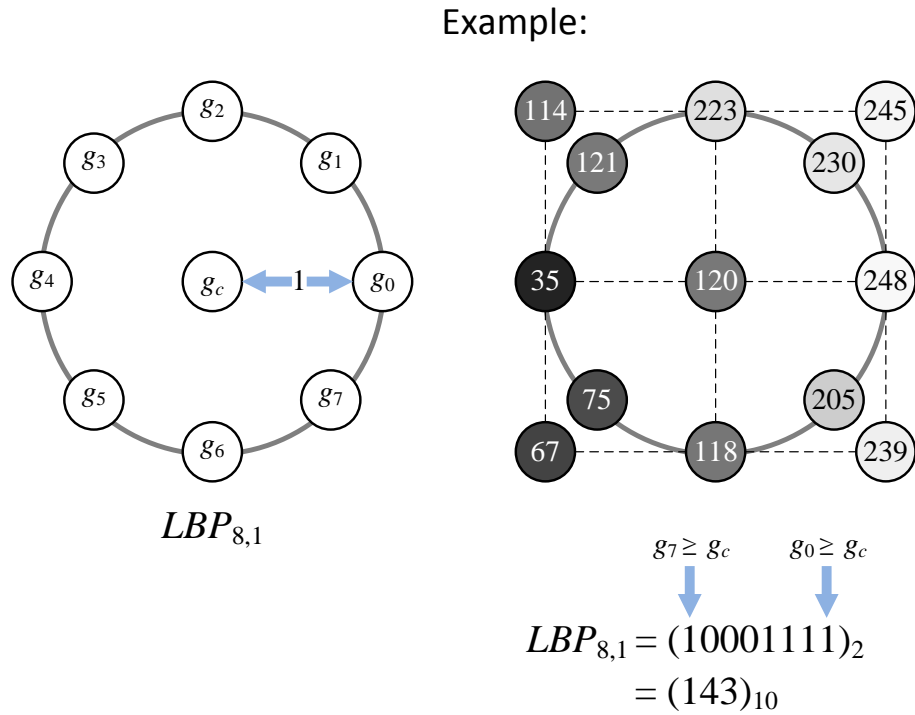 Example:
g2
g3
g1
g4
gc
1
g0
g5
g7
g6
LBP8,1
114
223
245
121
230
35
120
248
75
205
67
118
239
g7 ≥ gc
g0 ≥ gc
LBP8,1 = (10001111)2
= (143)10